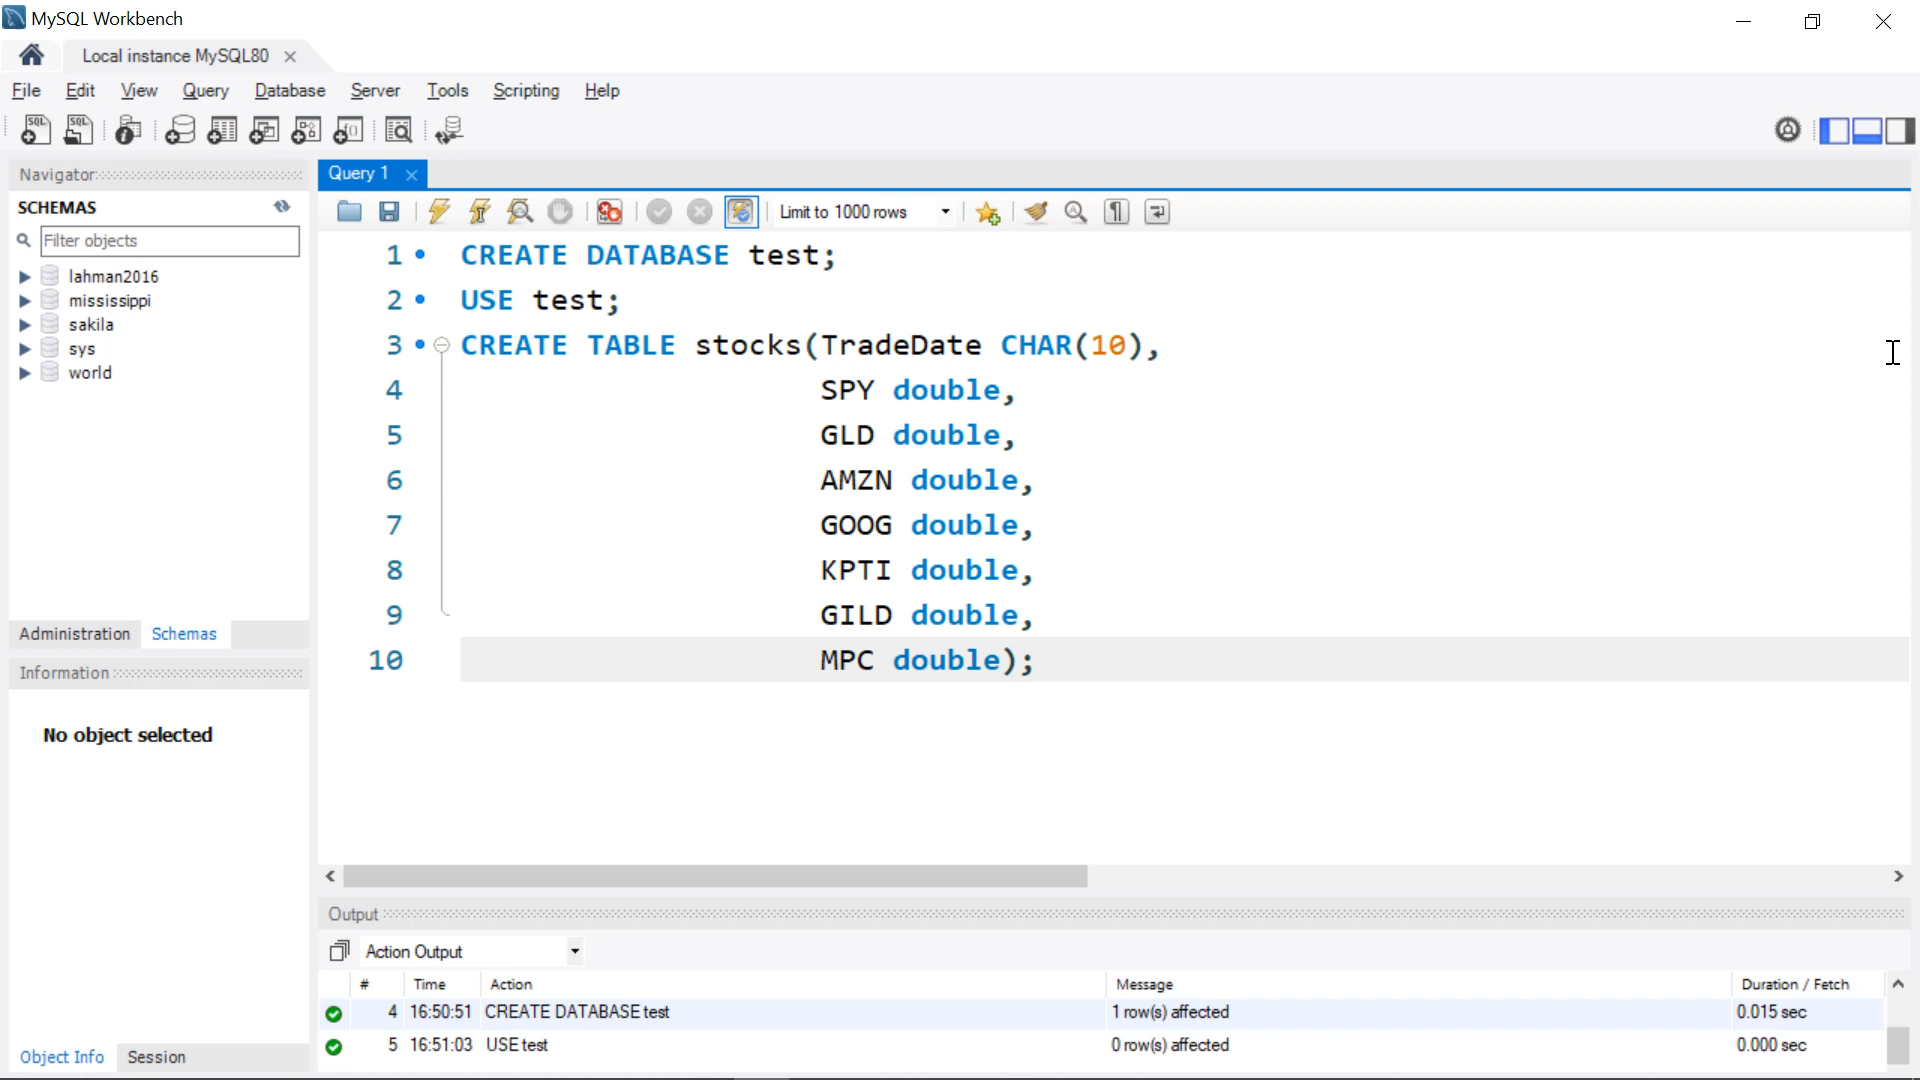 MySQL Workbench
Local instance MySQL80
File Edit View Query Database Server Tools Scripting Help
SQL SQL
Navigator
SCHEMAS
Filter objects
lahman2016
mississippi
sakila
sys
world
Administration Schemas
Information
No object selected
Object Info Session
Query 1
Limit to 1000 rows
1 CREATE DATABASE test;
2 USE test;
3 CREATE TABLE stocks(TradeDate CHAR(10),
4 SPY double,
5 GLD double,
6 AMZN double,
7 GOOG double,
8 KPTI double,
9 GILD double,
10 MPC double);
Output
Action Output
# Time Action Message Duration / Fetch
4 16:50:51 CREATE DATABASE test 1 row(s) affected 0.015 sec
5 16:51:03 USE test 0 row(s) affected 0.000 sec